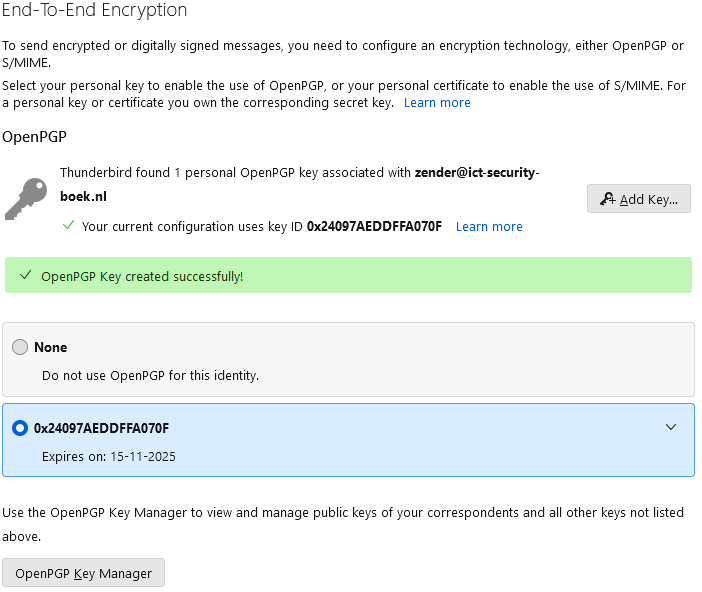 End-To-End Encryption
To send encrypted or digitally signed messages, you need to configure an encryption technology, either OpenPGP or
S/MIME.
Select your personal key to enable the use of OpenPGP, or your personal certificate to enable the use of S/MIME. For
a personal key or certificate you own the corresponding secret key. Learn more
OpenPGP
Thunderbird found 1 personal OpenPGP key associated with zender@ict-security-
boek.nl
Add Key...
Your current configuration uses key ID 0x24097AEDDFFA070F Learn more
OpenPGP Key created successfully!
None
Do not use OpenPGP for this identity.
0x24097AEDDFFA070F
Expires on: 15-11-2025
Use the OpenPGP Key Manager to view and manage public keys of your correspondents and all other keys not listed
above.
OpenPGP Key Manager